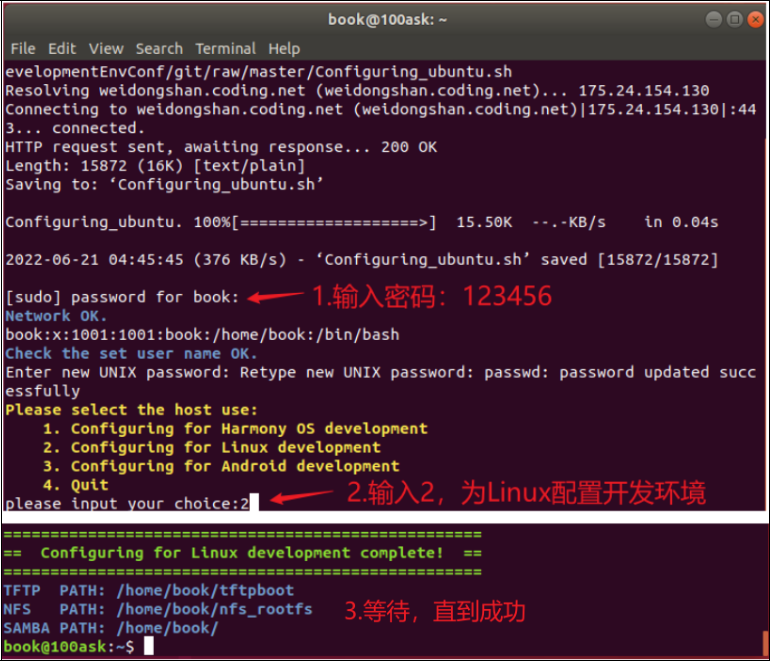 book@100ask: ~
File Edit View Search Terminal Help
evelopmentEnvConf/git/raw/master/Configuring_ubuntu.sh
Resolving weidongshan.coding.net (weidongshan.coding.net)... 175.24.154.130
Connecting to weidongshan.coding.net (weidongshan.coding.net)|175.24.154.130|:44
3... connected.
HTTP request sent, awaiting response... 200 OK
Length: 15872 (16K) [text/plain]
Saving to: ‘Configuring_ubuntu.sh’
Configuring_ubuntu. 100%[===================>] 15.50K --.-KB/s in 0.04s
2022-06-21 04:45:45 (376 KB/s) - ‘Configuring_ubuntu.sh’ saved [15872/15872]
[sudo] password for book: 1.输入密码：123456
Network OK.
book:x:1001:1001:book:/home/book:/bin/bash
Check the set user name OK.
Enter new UNIX password: Retype new UNIX password: passwd: password updated succ
essfully
Please select the host use:
1. Configuring for Harmony OS development
2. Configuring for Linux development
3. Configuring for Android development
4. Quit
please input your choice:2 2.输入2，为Linux配置开发环境
===================================================
== Configuring for Linux development complete! ==
===================================================
TFTP PATH: /home/book/tftpboot
NFS PATH: /home/book/nfs_rootfs 3.等待，直到成功
SAMBA PATH: /home/book/
book@100ask:~$